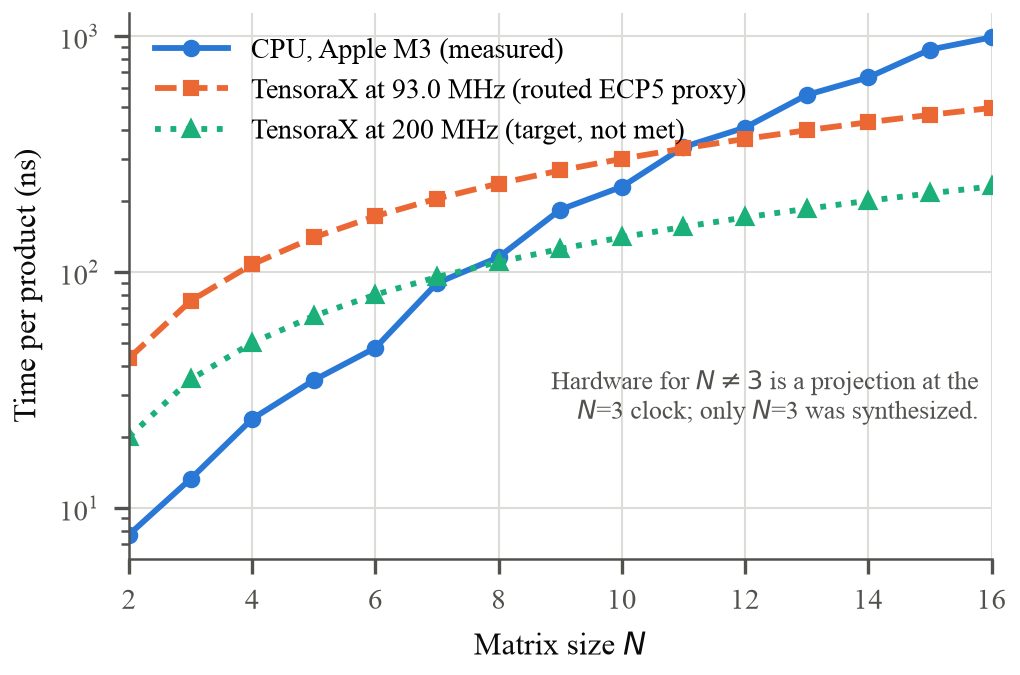 10³
CPU, Apple M3 (measured)
TensoraX at 93.0 MHz (routed ECP5 proxy)
TensoraX at 200 MHz (target, not met)
Time per product (ns)
10²
Hardware for N ≠ 3 is a projection at the
N=3 clock; only N=3 was synthesized.
10¹
2 4 6 8 10 12 14 16
Matrix size N